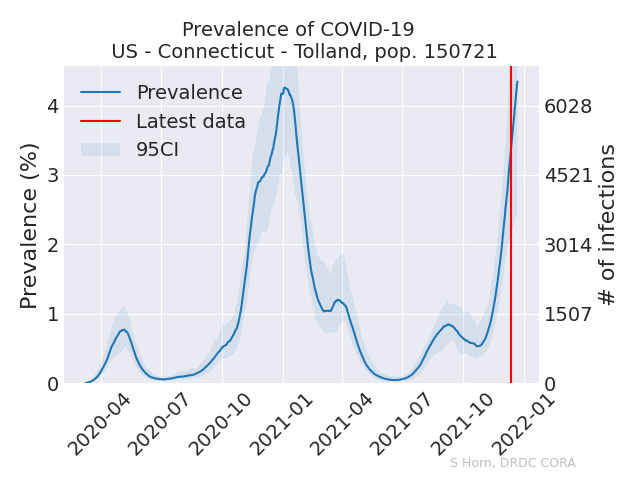 Prevalence of COVID-19
US - Connecticut - Tolland, pop. 150721
Prevalence
Latest data
95CI
Prevalence (%)
4
3
2
1
0
6028
4521
3014
1507
0
# of infections
2020-04
2020-07
2020-10
2021-01
2021-04
2021-07
2021-10
2022-01
S Horn, DRDC CORA